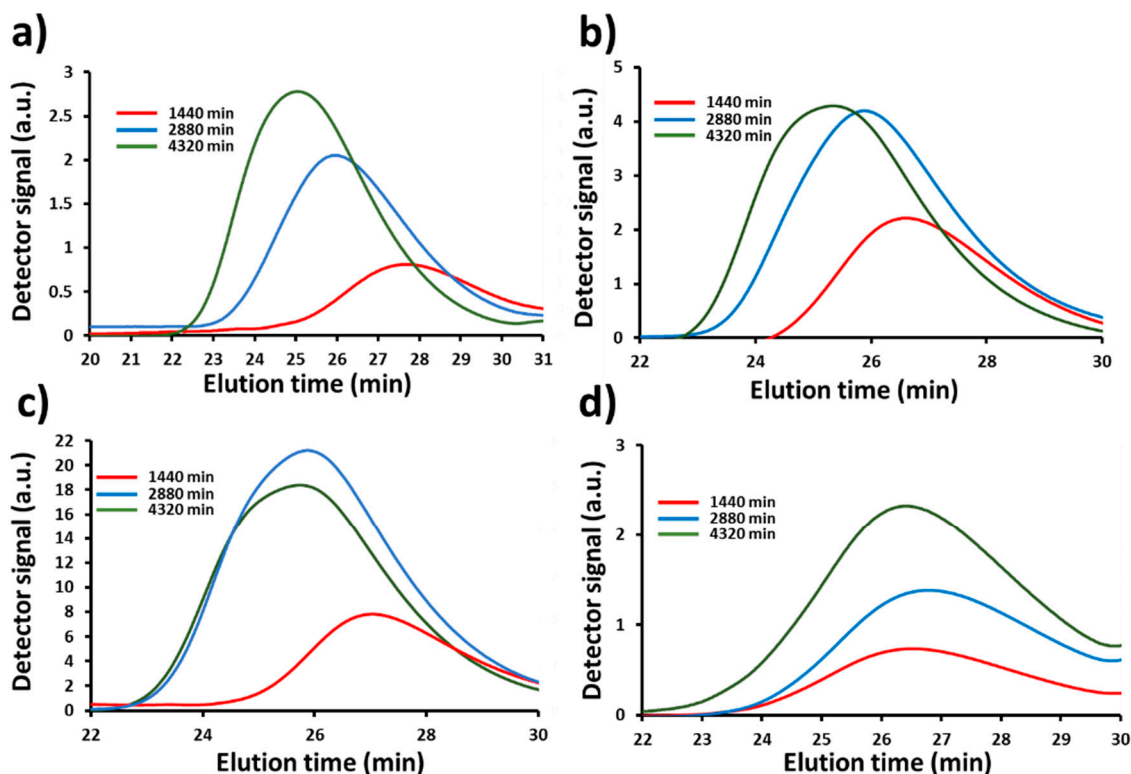 a)
Detector signal (a.u.)
3
2.5
2
1.5
1
0.5
0
1440 min
2880 min
4320 min
20 21 22 23 24 25 26 27 28 29 30 31
Elution time (min)
b)
Detector signal (a.u.)
5
4
3
2
1
0
1440 min
2880 min
4320 min
22 24 26 28 30
Elution time (min)
c)
Detector signal (a.u.)
22
20
18
16
14
12
10
8
6
4
2
0
1440 min
2880 min
4320 min
22 24 26 28 30
Elution time (min)
d)
Detector signal (a.u.)
3
2
1
0
1440 min
2880 min
4320 min
22 23 24 25 26 27 28 29 30
Elution time (min)